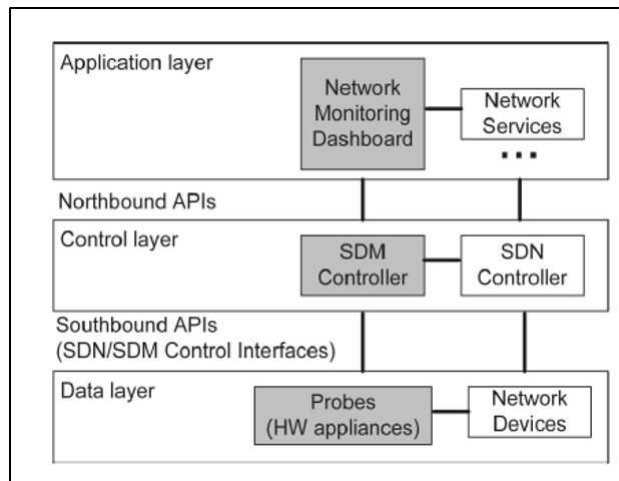 Application layer
Network
Monitoring
Dashboard
Network
Services
...
Northbound APIs
Control layer
SDM
Controller
SDN
Controller
Southbound APIs
(SDN/SDM Control Interfaces)
Data layer
Probes
(HW appliances)
Network
Devices